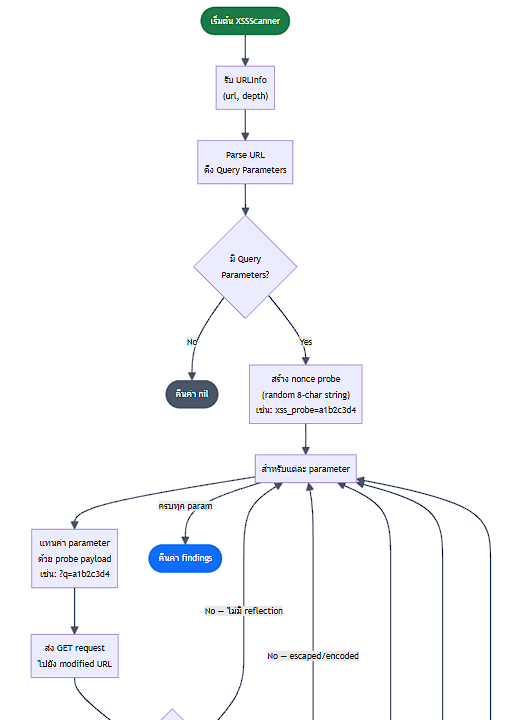 เริ่มต้น XSSScanner
รับ URLInfo
(url, depth)
Parse URL
ดึง Query Parameters
มี Query
Parameters?
No
Yes
คืนค่า nil
สร้าง nonce probe
(random 8-char string)
เช่น: xss_probe=a1b2c3d4
สำหรับแต่ละ parameter
ครบทุก param
แทนค่า parameter
ด้วย probe payload
เช่น: ?q=a1b2c3d4
คืนค่า findings
No — ไม่มี reflection
ส่ง GET request
ไปยัง modified URL
No — escaped/encoded